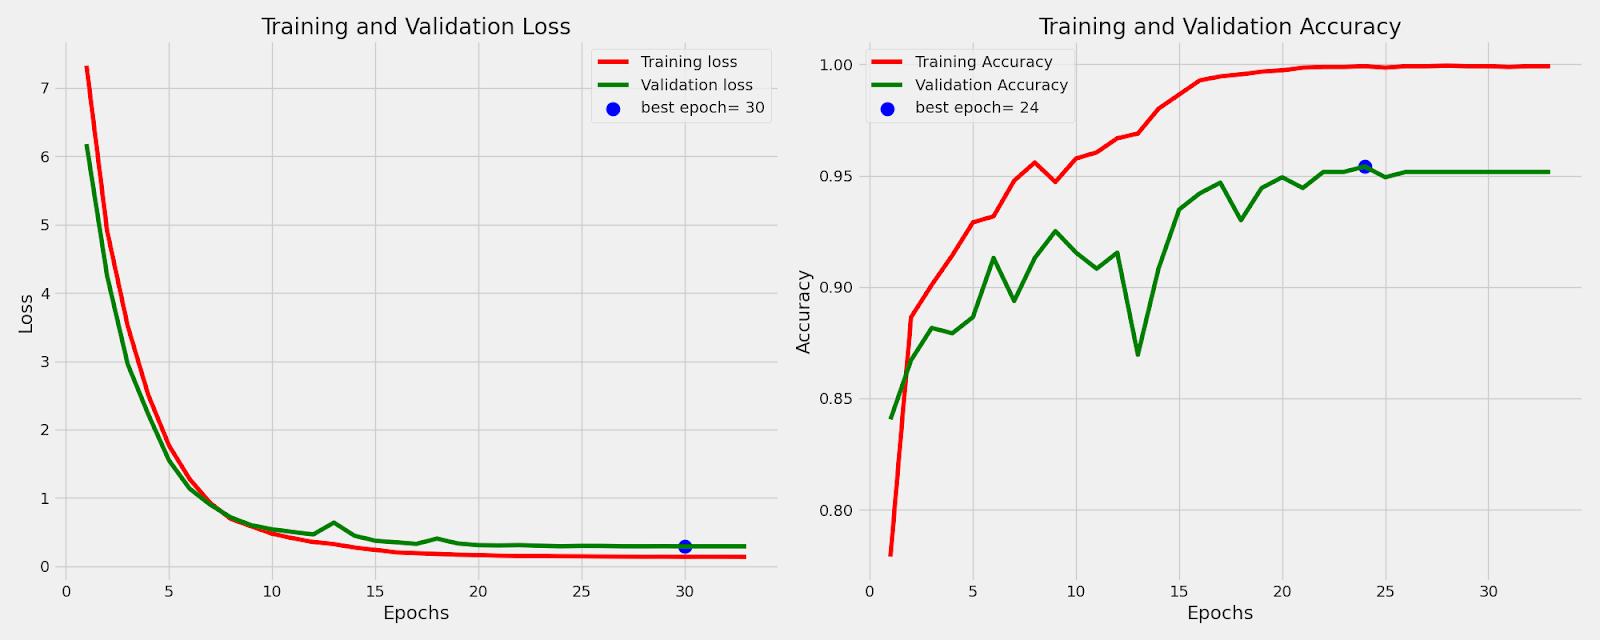 Training and Validation Loss
Training loss
Validation loss
best epoch= 30
7
6
5
4
3
2
1
0
Loss
0 5 10 15 20 25 30
Epochs
Training and Validation Accuracy
Training Accuracy
Validation Accuracy
best epoch= 24
1.00
0.95
0.90
0.85
0.80
Accuracy
0 5 10 15 20 25 30
Epochs